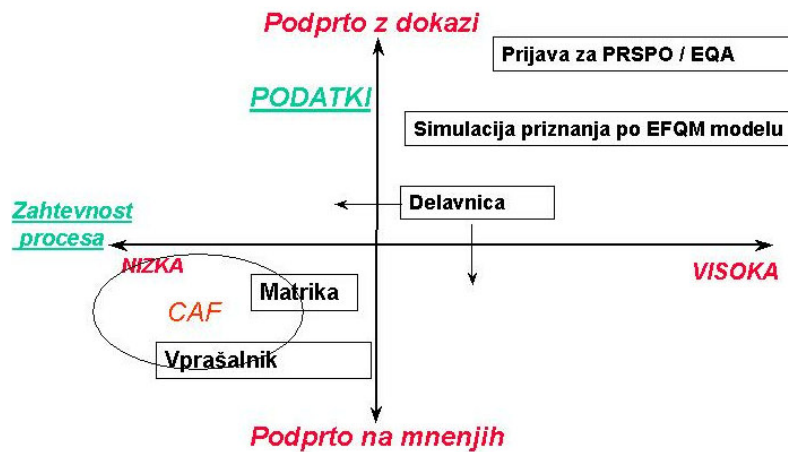 Podprto z dokazi
Prijava za PRSPO / EQA
PODATKI
Simulacija priznanja po EFQM modelu
Delavnica
Zahtevnost
procesa
NIZKA
VISOKA
Matrika
CAF
Vprašalnik
Podprto na mnenjih